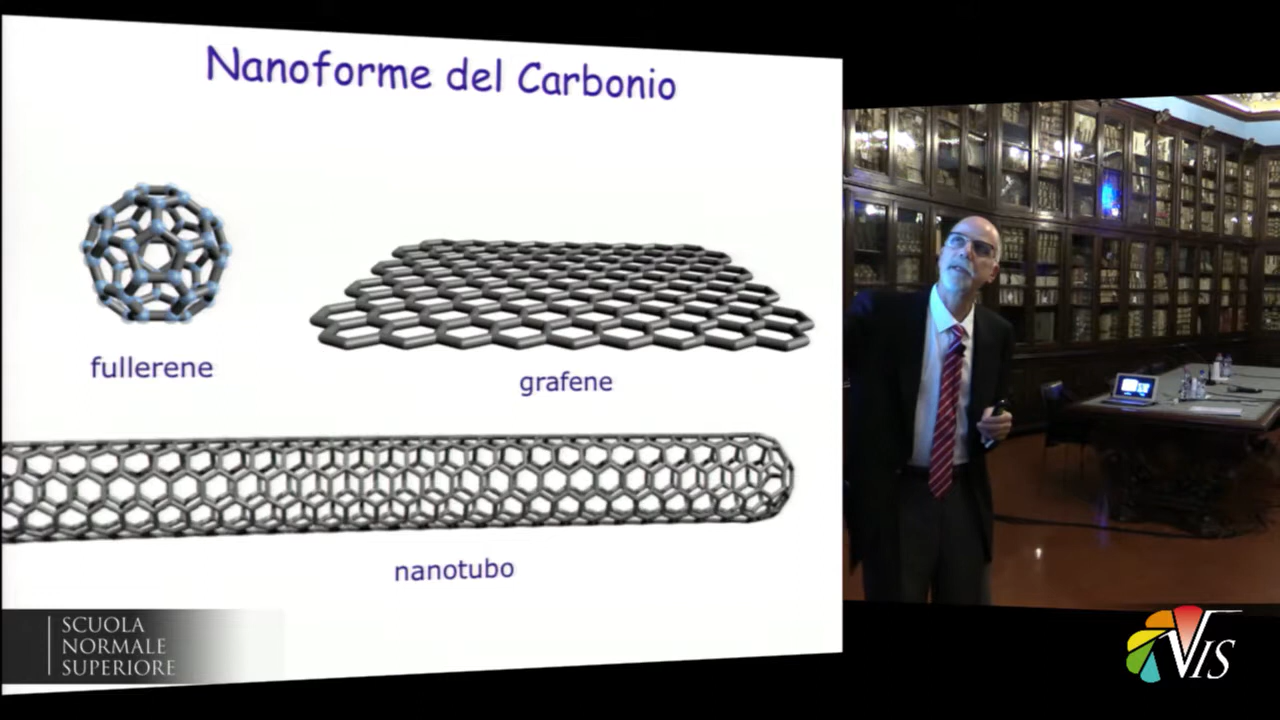 Nanoforme del Carbonio
fullerene
grafene
nanotubo
SCUOLA
NORMALE
SUPERIORE
VIS